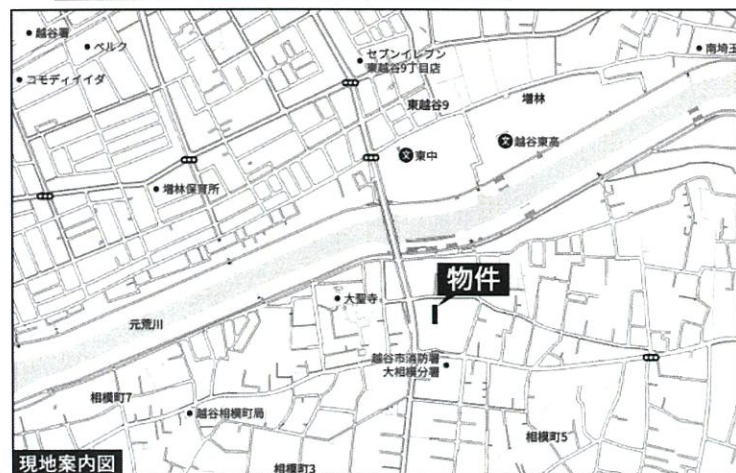 越谷署
ベルク
コモディイイダ
セブンイレブン
東越谷9丁目店
南埼玉
東越谷9
増林
文 東中
文 越谷東高
増林保育所
物件
大聖寺
元荒川
越谷市消防署
大相模分署
相模町7
越谷相模町局
相模町5
相模町3
現地案内図